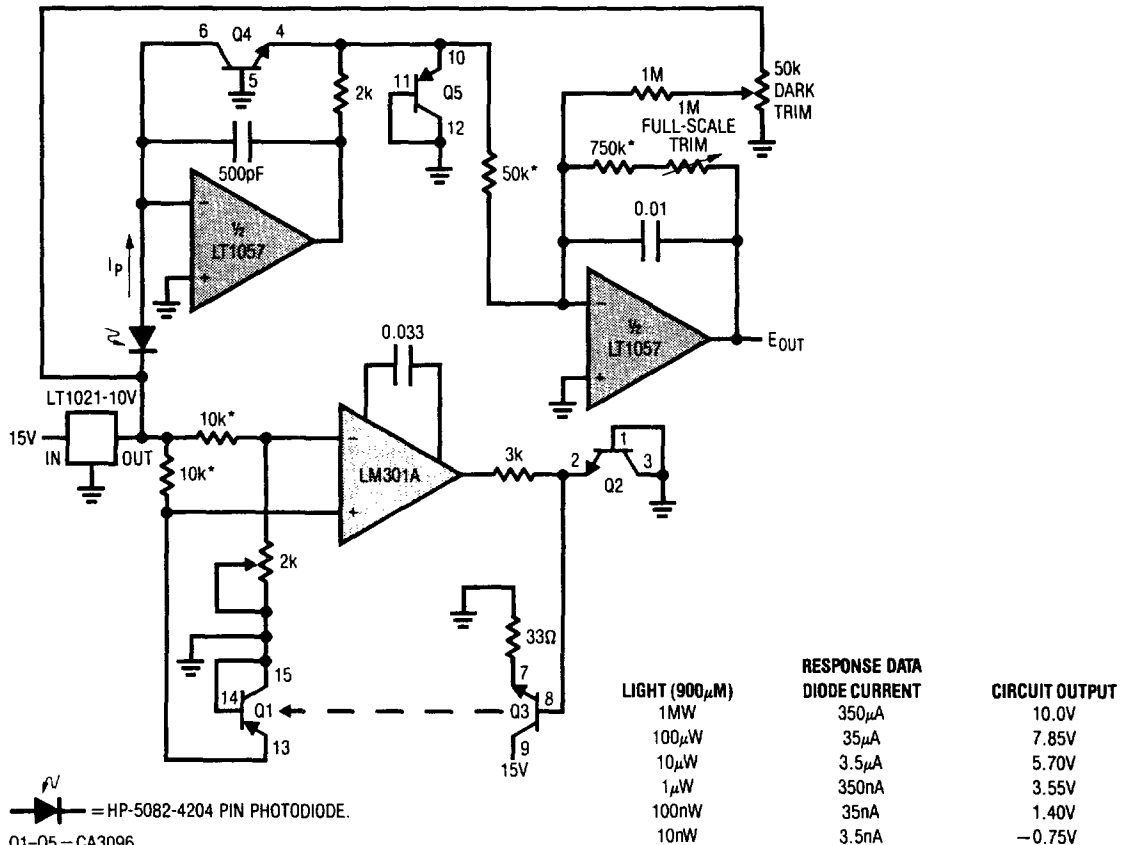 6
Q4
4
5
2k
10
11
Q5
12
500pF
½
LT1057
-
+
I_P
50k*
1M
50k
DARK
TRIM
1M
FULL-SCALE
TRIM
750k*
0.01
½
LT1057
-
+
E_OUT
LT1021-10V
15V
IN
OUT
10k*
10k*
0.033
LM301A
-
+
3k
2
1
3
Q2
2k
33Ω
15
14
Q1
13
7
Q3
8
9
15V
= HP-5082-4204 PIN PHOTODIODE.
Q1–Q5 = CA3096
RESPONSE DATA
LIGHT (900µM) DIODE CURRENT CIRCUIT OUTPUT
1MW 350µA 10.0V
100µW 35µA 7.85V
10µW 3.5µA 5.70V
1µW 350nA 3.55V
100nW 35nA 1.40V
10nW 3.5nA −0.75V